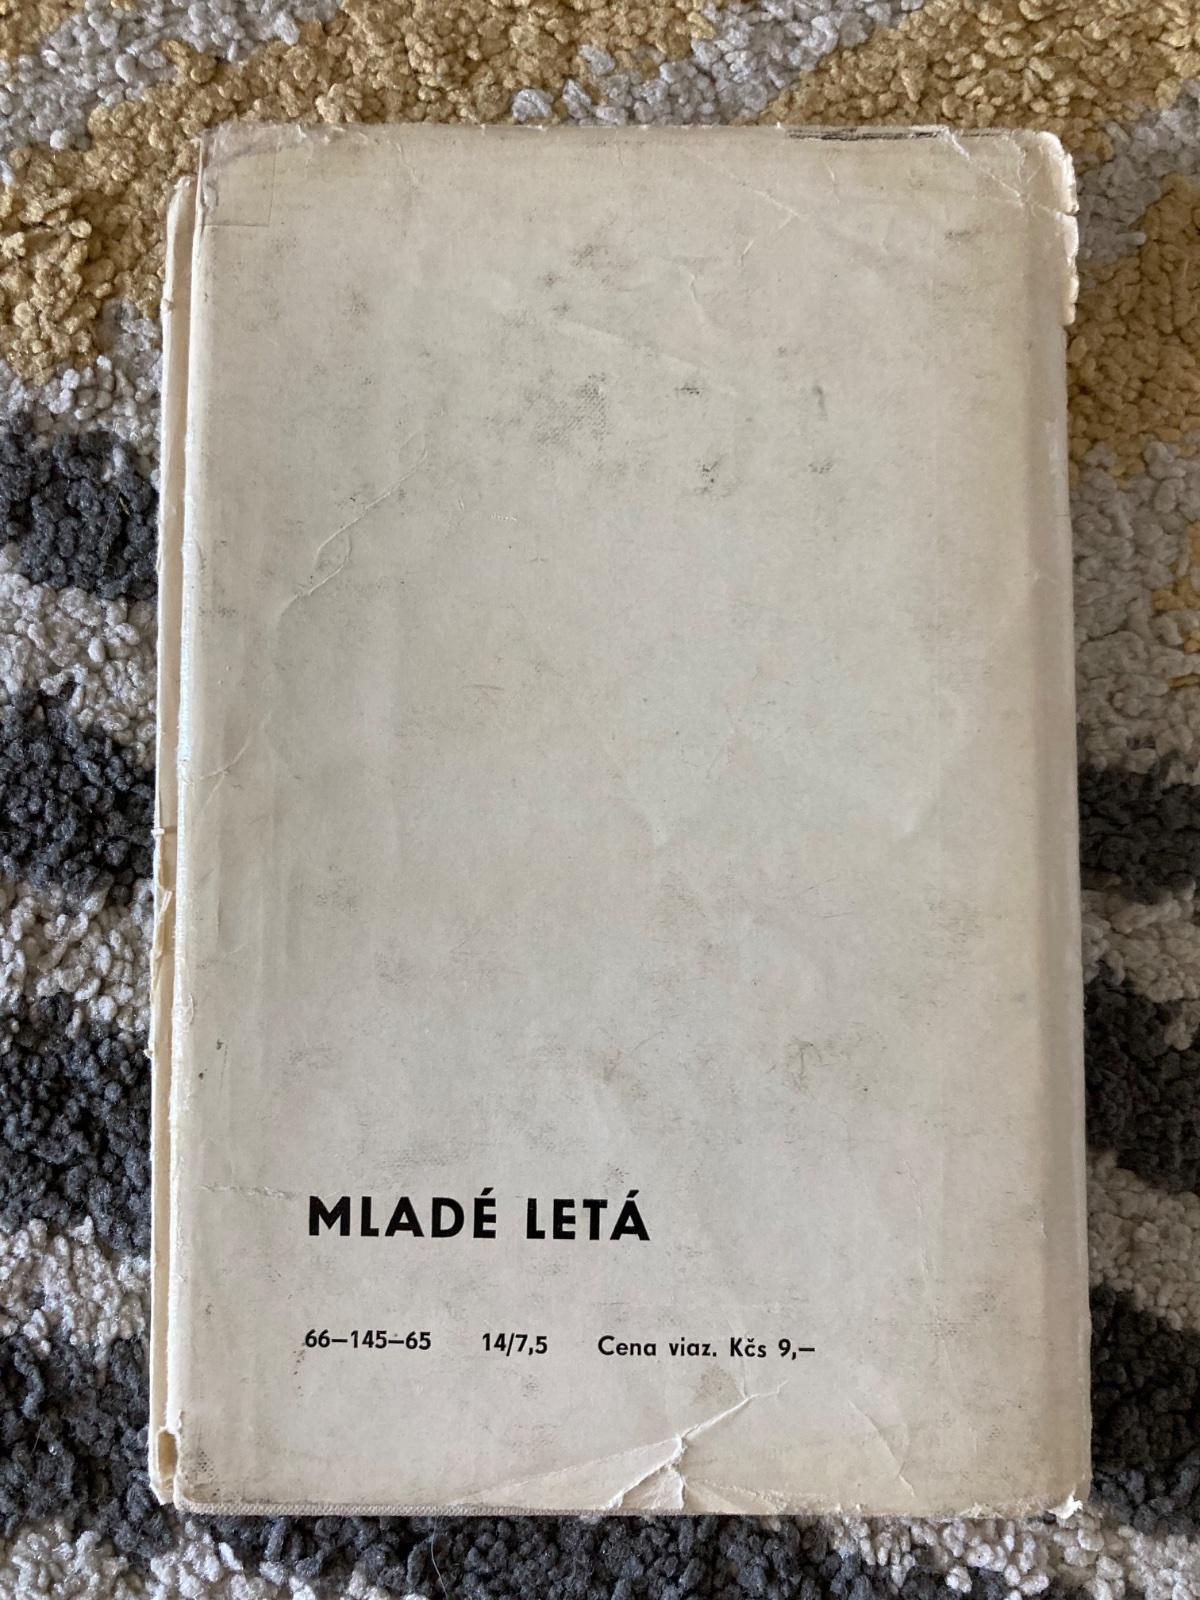 MLADÉ LETÁ
66—145—65 14/7,5 Cena viaz. Kčs 9,—